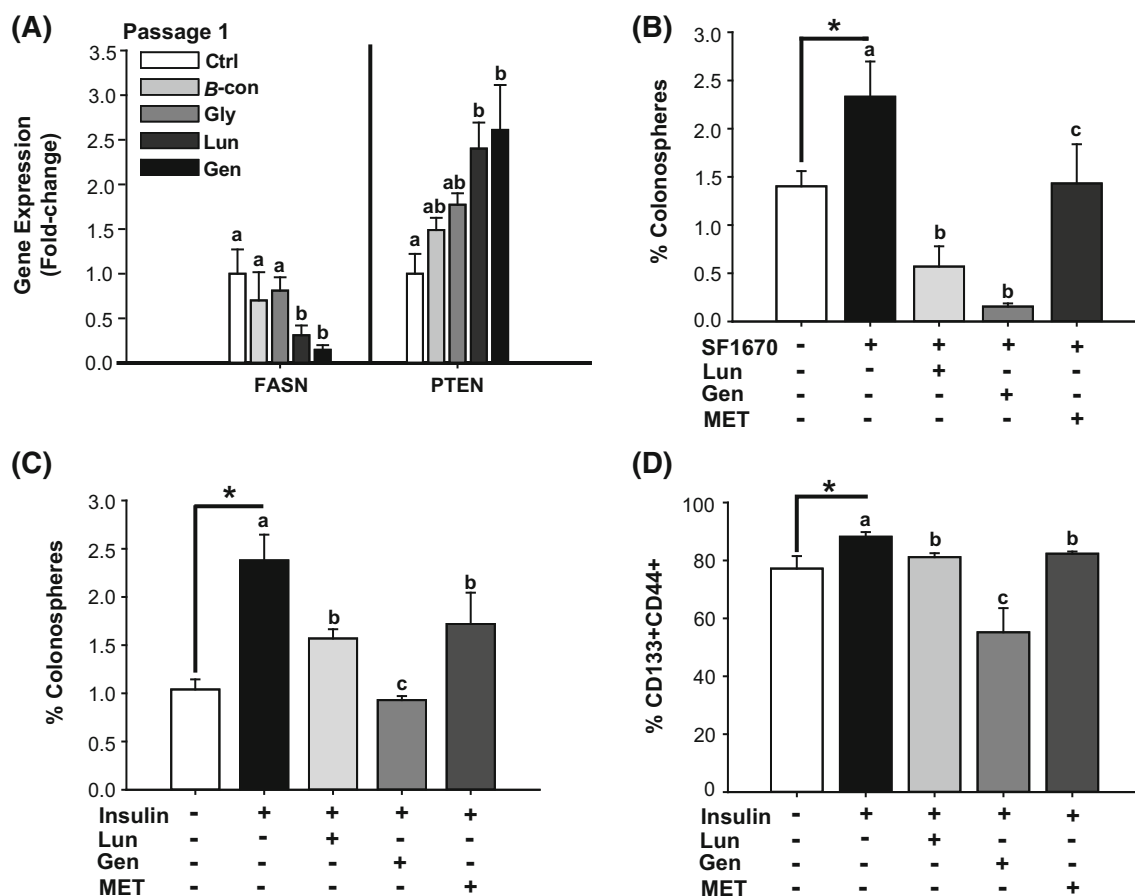 (A)
Passage 1
Ctrl
B-con
Gly
Lun
Gen
Gene Expression
(Fold-change)
3.5
3.0
2.5
2.0
1.5
1.0
0.5
0.0
a a a b b
a ab ab b b
FASN PTEN
(B)
% Colonospheres
3.0
2.5
2.0
1.5
1.0
0.5
0.0
*
a b b c
SF1670 - + + + +
Lun - - + - -
Gen - - - + -
MET - - - - +
(C)
% Colonospheres
3.0
2.5
2.0
1.5
1.0
0.5
0.0
*
a b c b
Insulin - + + + +
Lun - - + - -
Gen - - - + -
MET - - - - +
(D)
% CD133+CD44+
100
80
60
40
20
0
*
a b c b
Insulin - + + + +
Lun - - + - -
Gen - - - + -
MET - - - - +